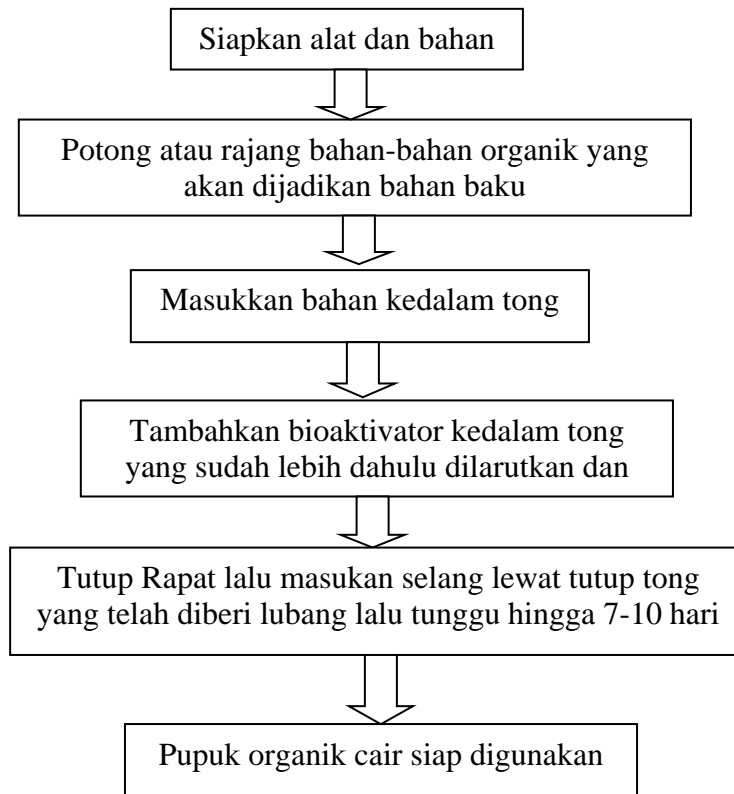 Siapkan alat dan bahan
Potong atau rajang bahan-bahan organik yang
akan dijadikan bahan baku
Masukkan bahan kedalam tong
Tambahkan bioaktivator kedalam tong
yang sudah lebih dahulu dilarutkan dan
Tutup Rapat lalu masukan selang lewat tutup tong
yang telah diberi lubang lalu tunggu hingga 7-10 hari
Pupuk organik cair siap digunakan